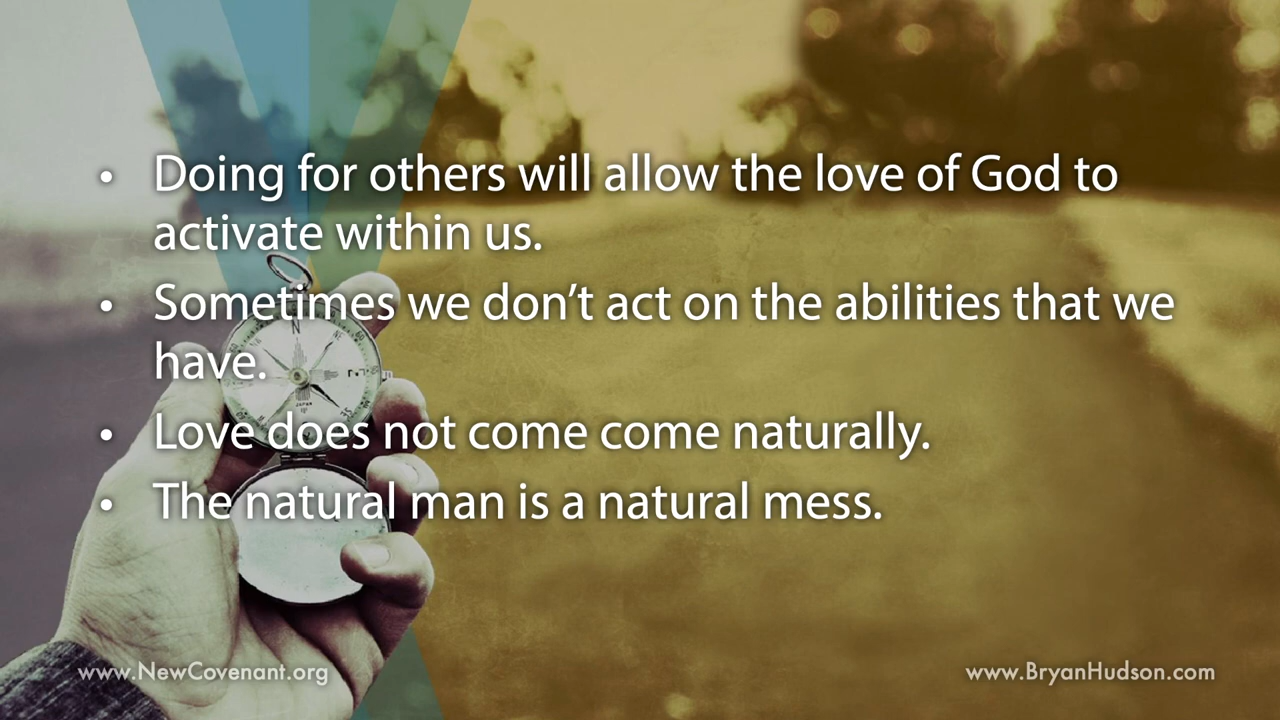 • Doing for others will allow the love of God to
activate within us.
• Sometimes we don’t act on the abilities that we
have.
• Love does not come come naturally.
• The natural man is a natural mess.
N
JAPAN
www.NewCovenant.org
www.BryanHudson.com